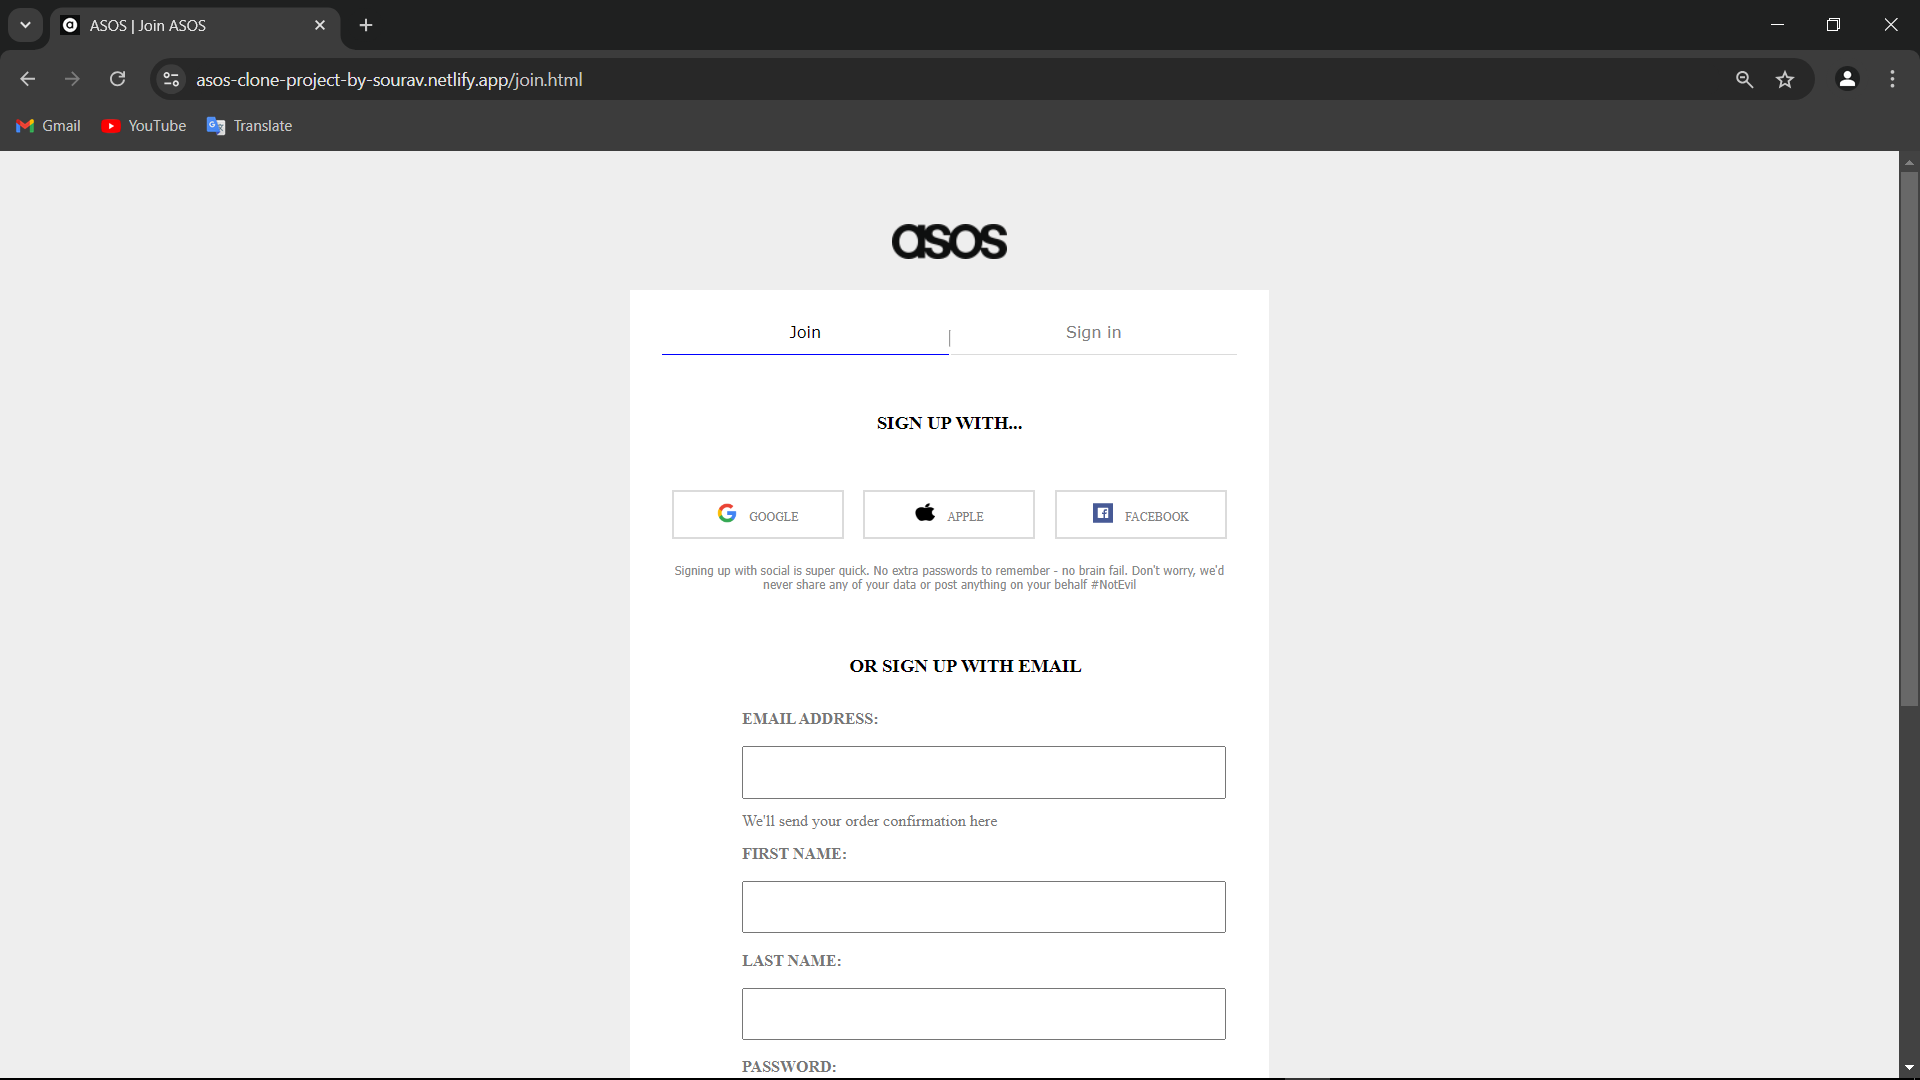 ASOS | Join ASOS
asos-clone-project-by-sourav.netlify.app/join.html
Gmail YouTube Translate
asos
Join | Sign in
SIGN UP WITH...
GOOGLE APPLE FACEBOOK
Signing up with social is super quick. No extra passwords to remember - no brain fail. Don't worry, we'd
never share any of your data or post anything on your behalf #NotEvil
OR SIGN UP WITH EMAIL
EMAIL ADDRESS:
We'll send your order confirmation here
FIRST NAME:
LAST NAME:
PASSWORD: